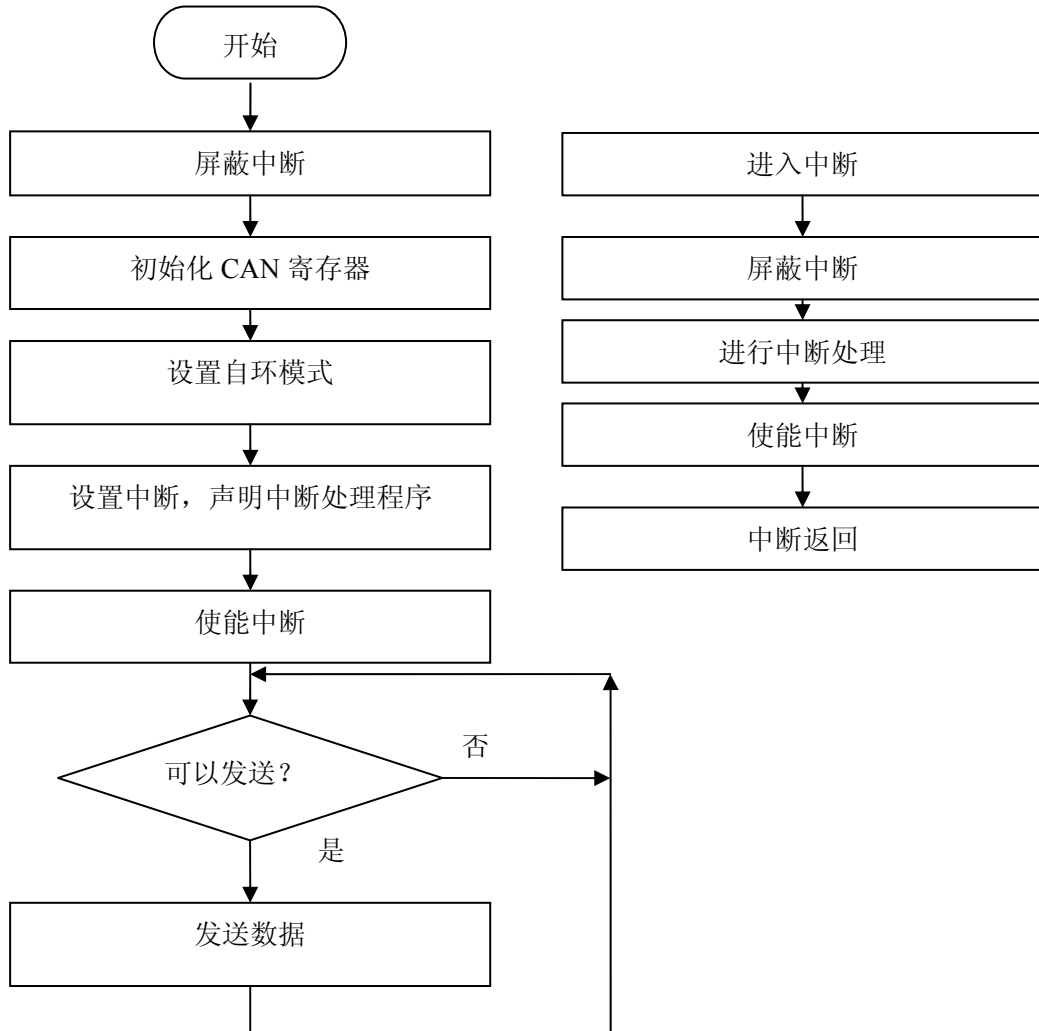 开始
屏蔽中断
初始化 CAN 寄存器
设置自环模式
设置中断，声明中断处理程序
使能中断
可以发送？
否
是
发送数据
进入中断
屏蔽中断
进行中断处理
使能中断
中断返回